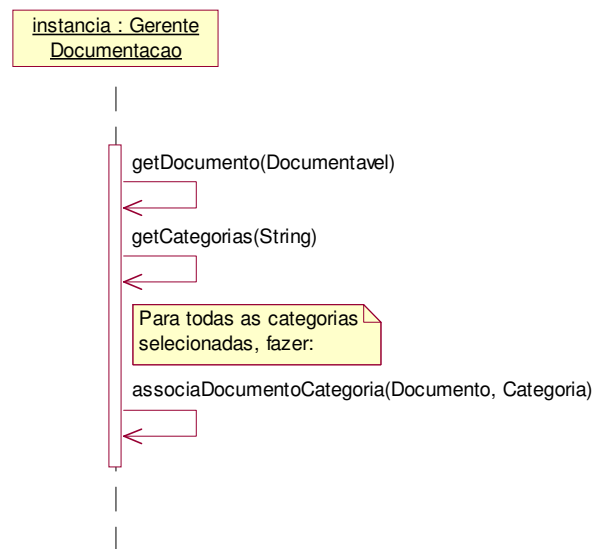 instancia : Gerente
Documentacao
getDocumento(Documentavel)
getCategorias(String)
Para todas as categorias
selecionadas, fazer:
associaDocumentoCategoria(Documento, Categoria)